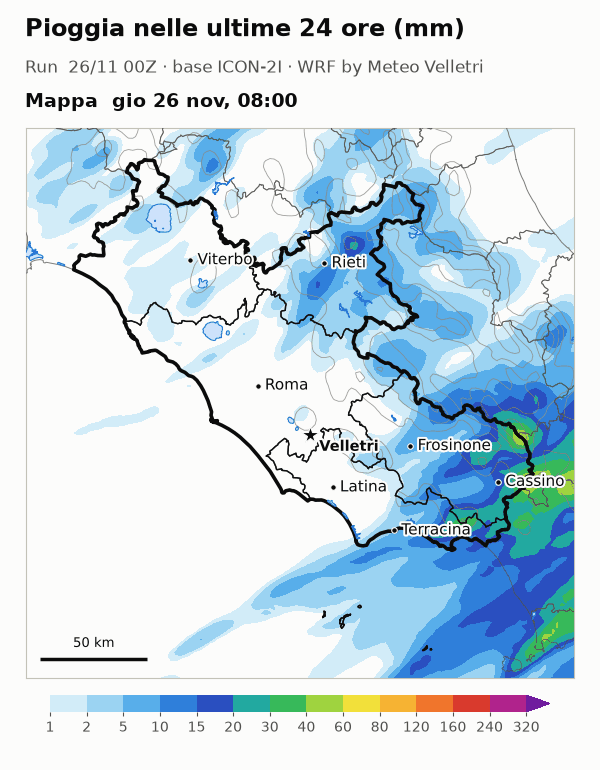 Pioggia nelle ultime 24 ore (mm)
Run  26/11 00Z · base ICON-2I · WRF by Meteo Velletri
Mappa  gio 26 nov, 08:00
Viterbo
Rieti
Roma
Velletri
Frosinone
Cassino
Latina
Terracina
50 km
1 2 5 10 15 20 30 40 60 80 120 160 240 320